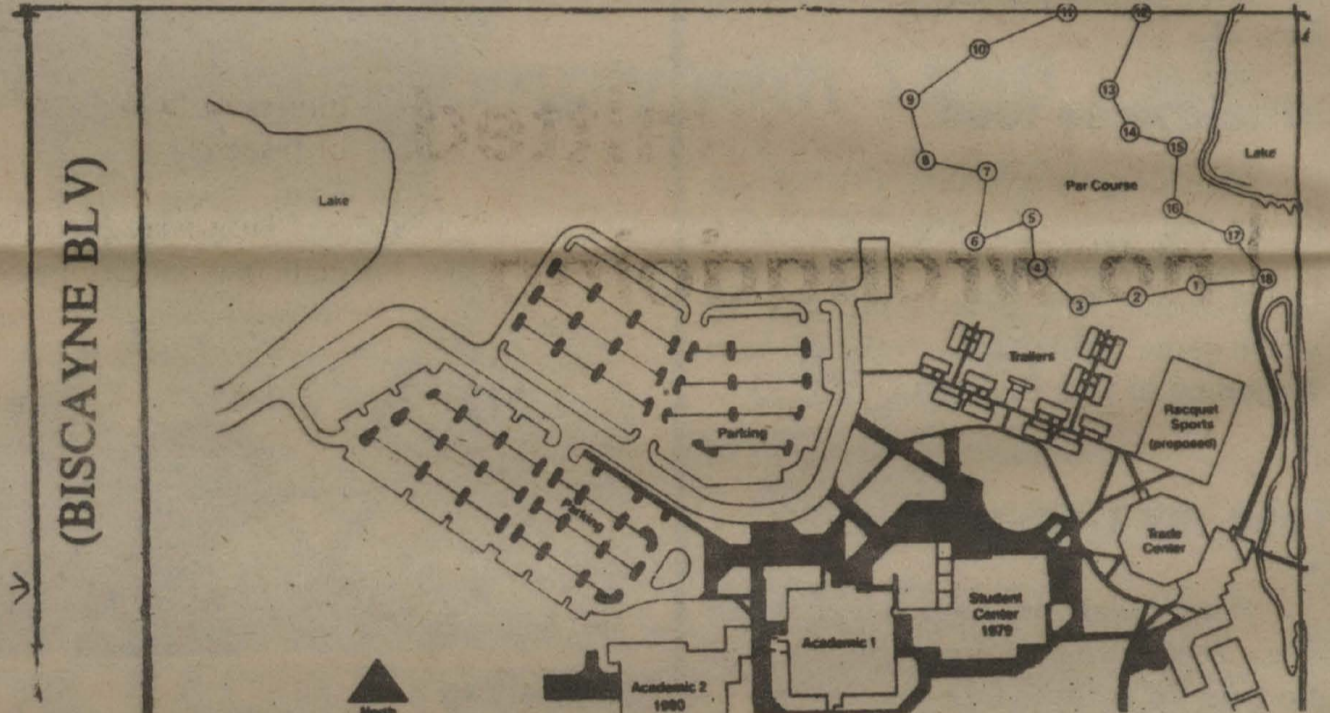 (BISCAYNE BLV)
11
12
10
9
13
14
8
7
15
Lake
Par Course
Lake
16
5
6
17
4
18
1
2
3
Trailers
Racquet
Sports
(proposed)
Parking
Parking
Trade
Center
Student
Center
1979
Academic 1
Academic 2
1980
North